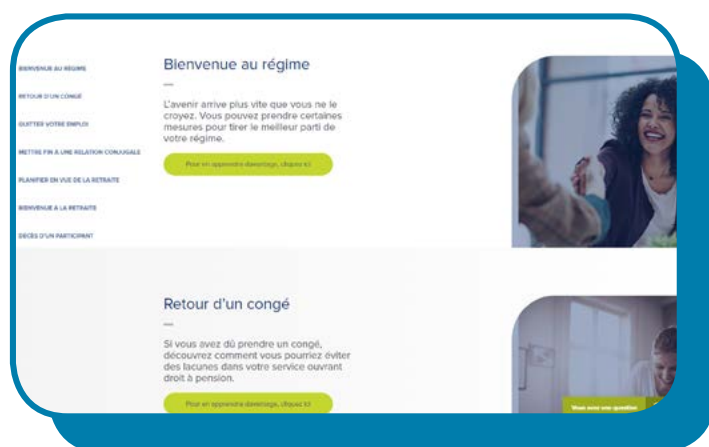 BIENVENUE AU RÉGIME
RETOUR D'UN CONGÉ
QUITTER VOTRE EMPLOI
METTRE FIN À UNE RELATION CONJUGALE
PLANIFIER EN VUE DE LA RETRAITE
BIENVENUE À LA RETRAITE
DÉCÈS D'UN PARTICIPANT
Bienvenue au régime
L'avenir arrive plus vite que vous ne le
croyez. Vous pouvez prendre certaines
mesures pour tirer le meilleur parti de
votre régime.
Pour en apprendre davantage, cliquez ici
Retour d'un congé
Si vous avez dû prendre un congé,
découvrez comment vous pourriez éviter
des lacunes dans votre service ouvrant
droit à pension.
Pour en apprendre davantage, cliquez ici
Vous avez une question